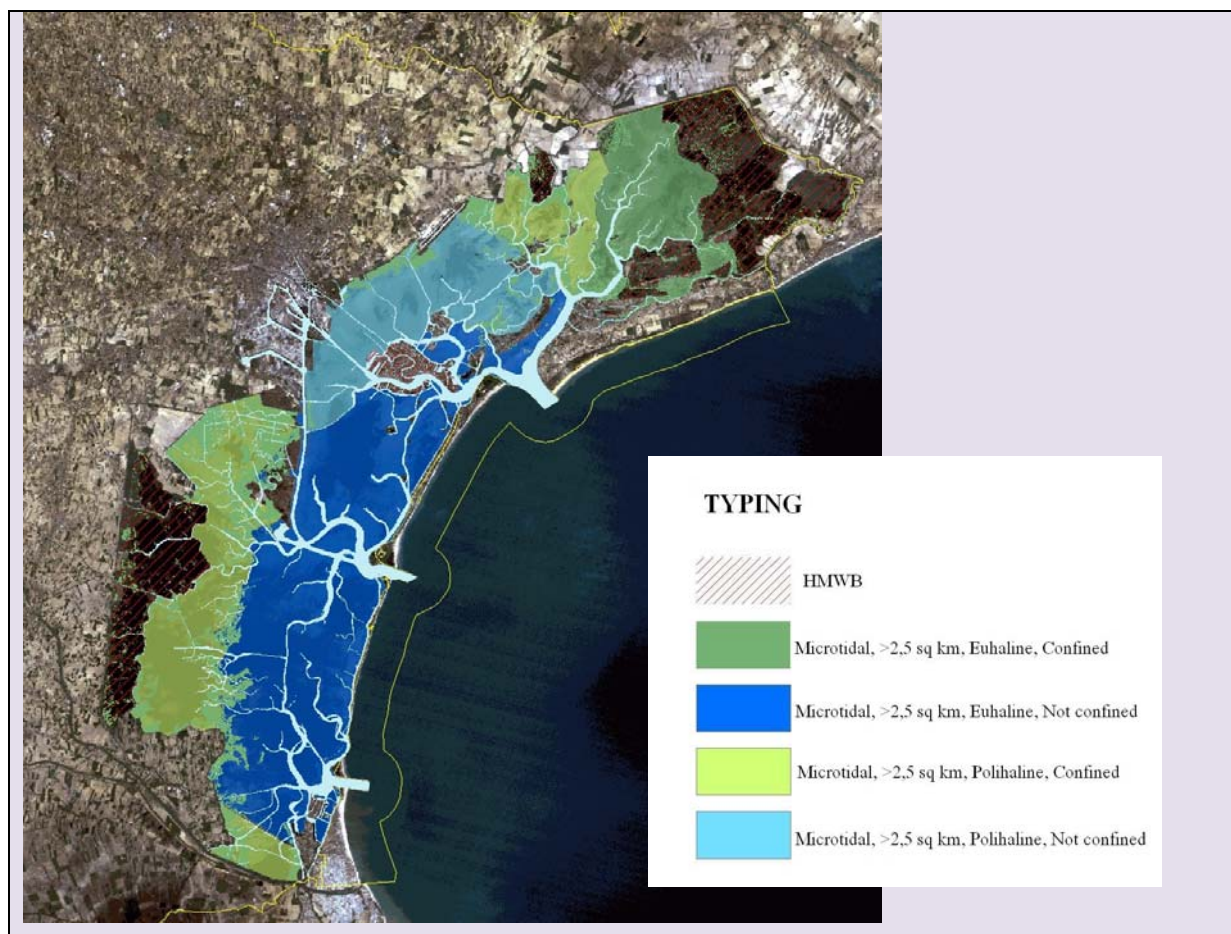 TYPING
HMWB
Microtidal, >2,5 sq km, Euhaline, Confined
Microtidal, >2,5 sq km, Euhaline, Not confined
Microtidal, >2,5 sq km, Polihaline, Confined
Microtidal, >2,5 sq km, Polihaline, Not confined